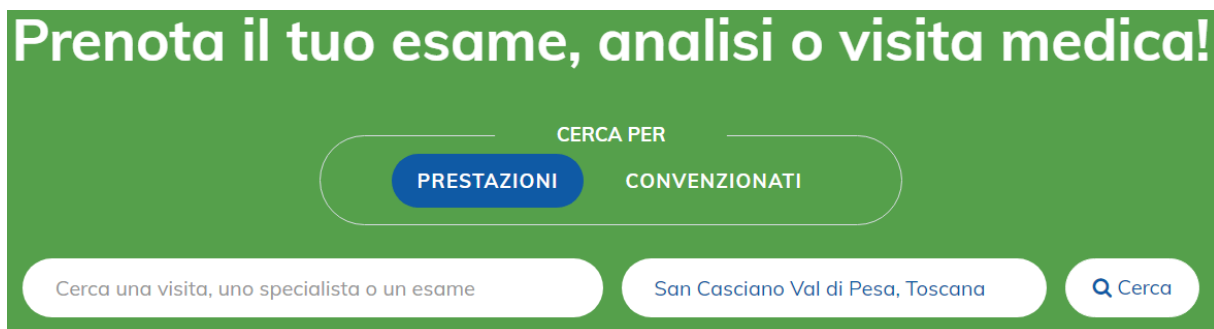 Prenota il tuo esame, analisi o visita medica!
CERCA PER
PRESTAZIONI CONVENZIONATI
Cerca una visita, uno specialista o un esame San Casciano Val di Pesa, Toscana Cerca